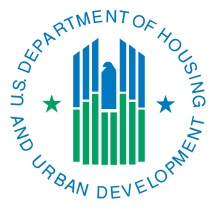 U.S. DEPARTMENT OF HOUSING
AND URBAN DEVELOPMENT